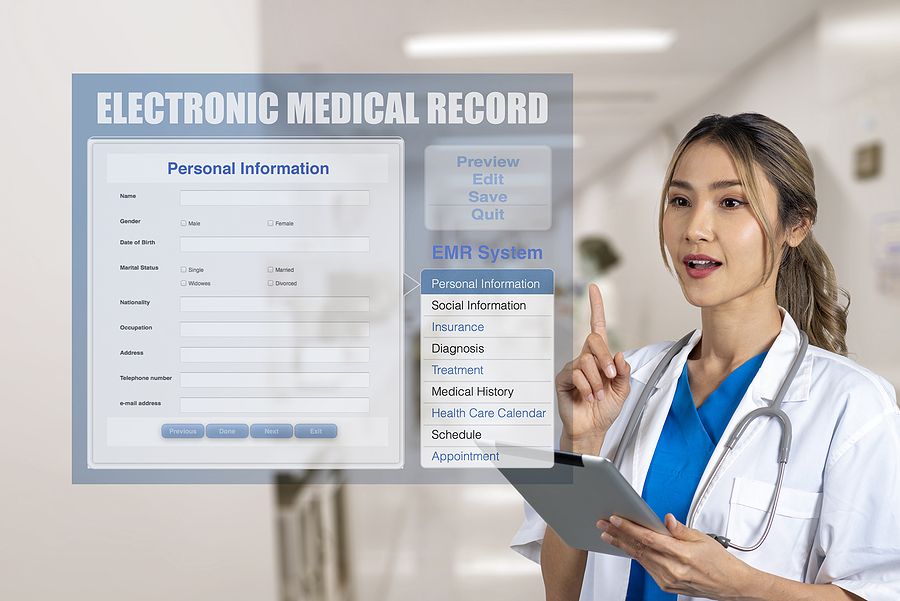 ELECTRONIC MEDICAL RECORD
Personal Information
Name
Gender
Male
Female
Date of Birth
Marital Status
Single
Married
Widowes
Divorced
Nationality
Occupation
Address
Telephone number
e-mail address
Previous
Done
Next
Exit
Preview
Edit
Save
Quit
EMR System
Personal Information
Social Information
Insurance
Diagnosis
Treatment
Medical History
Health Care Calendar
Schedule
Appointment